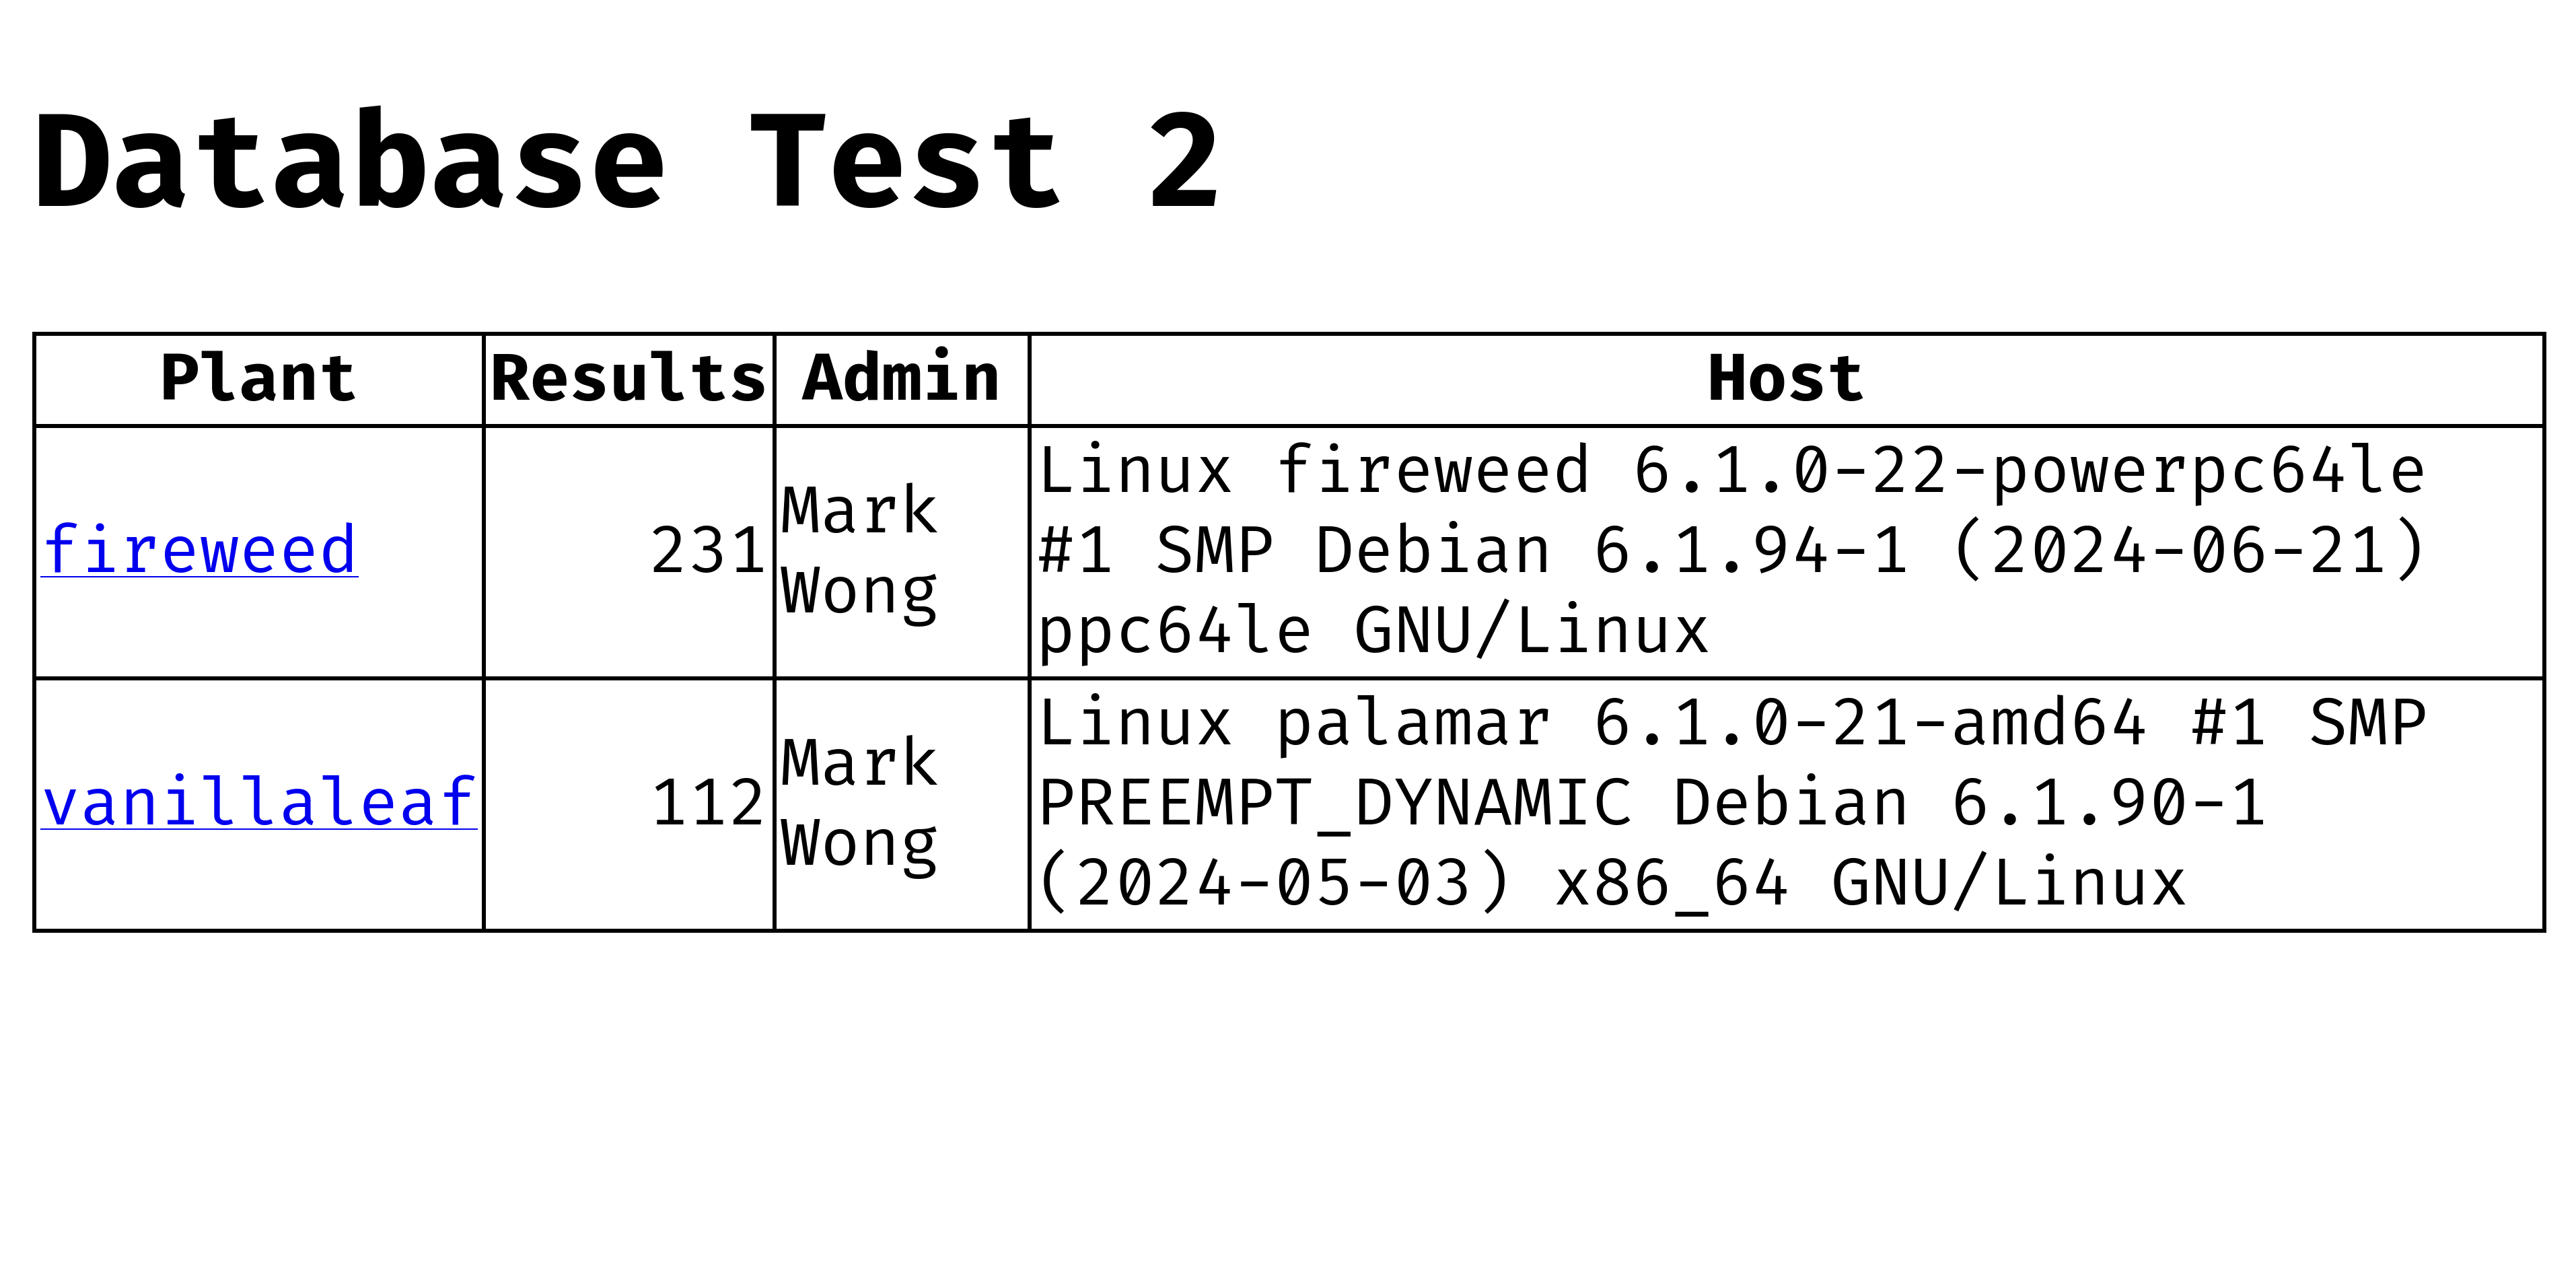 Database Test 2
Plant Results Admin Host
fireweed 231 Mark Wong Linux fireweed 6.1.0-22-powerpc64le
#1 SMP Debian 6.1.94-1 (2024-06-21)
ppc64le GNU/Linux
vanillaleaf 112 Mark Wong Linux palamar 6.1.0-21-amd64 #1 SMP
PREEMPT_DYNAMIC Debian 6.1.90-1
(2024-05-03) x86_64 GNU/Linux